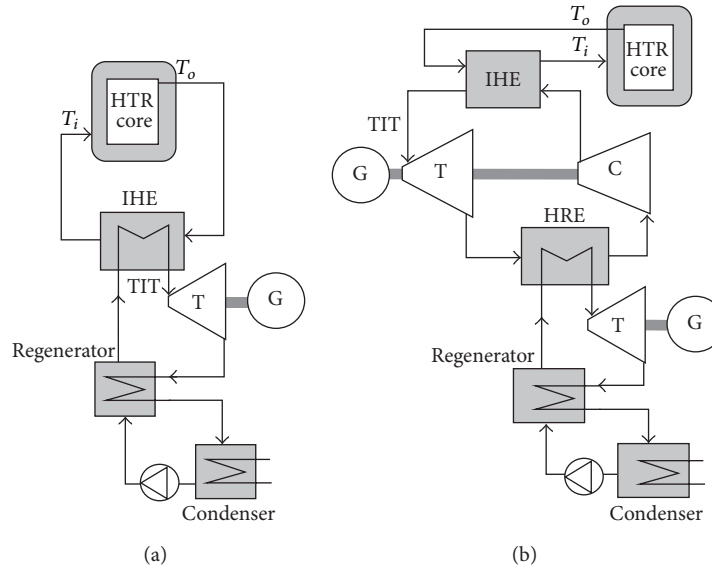 T_o
HTR
core
T_i
IHE
TIT
T
G
Regenerator
Condenser
(a)
T_o
T_i
HTR
core
IHE
TIT
G
T
C
HRE
T
G
Regenerator
Condenser
(b)